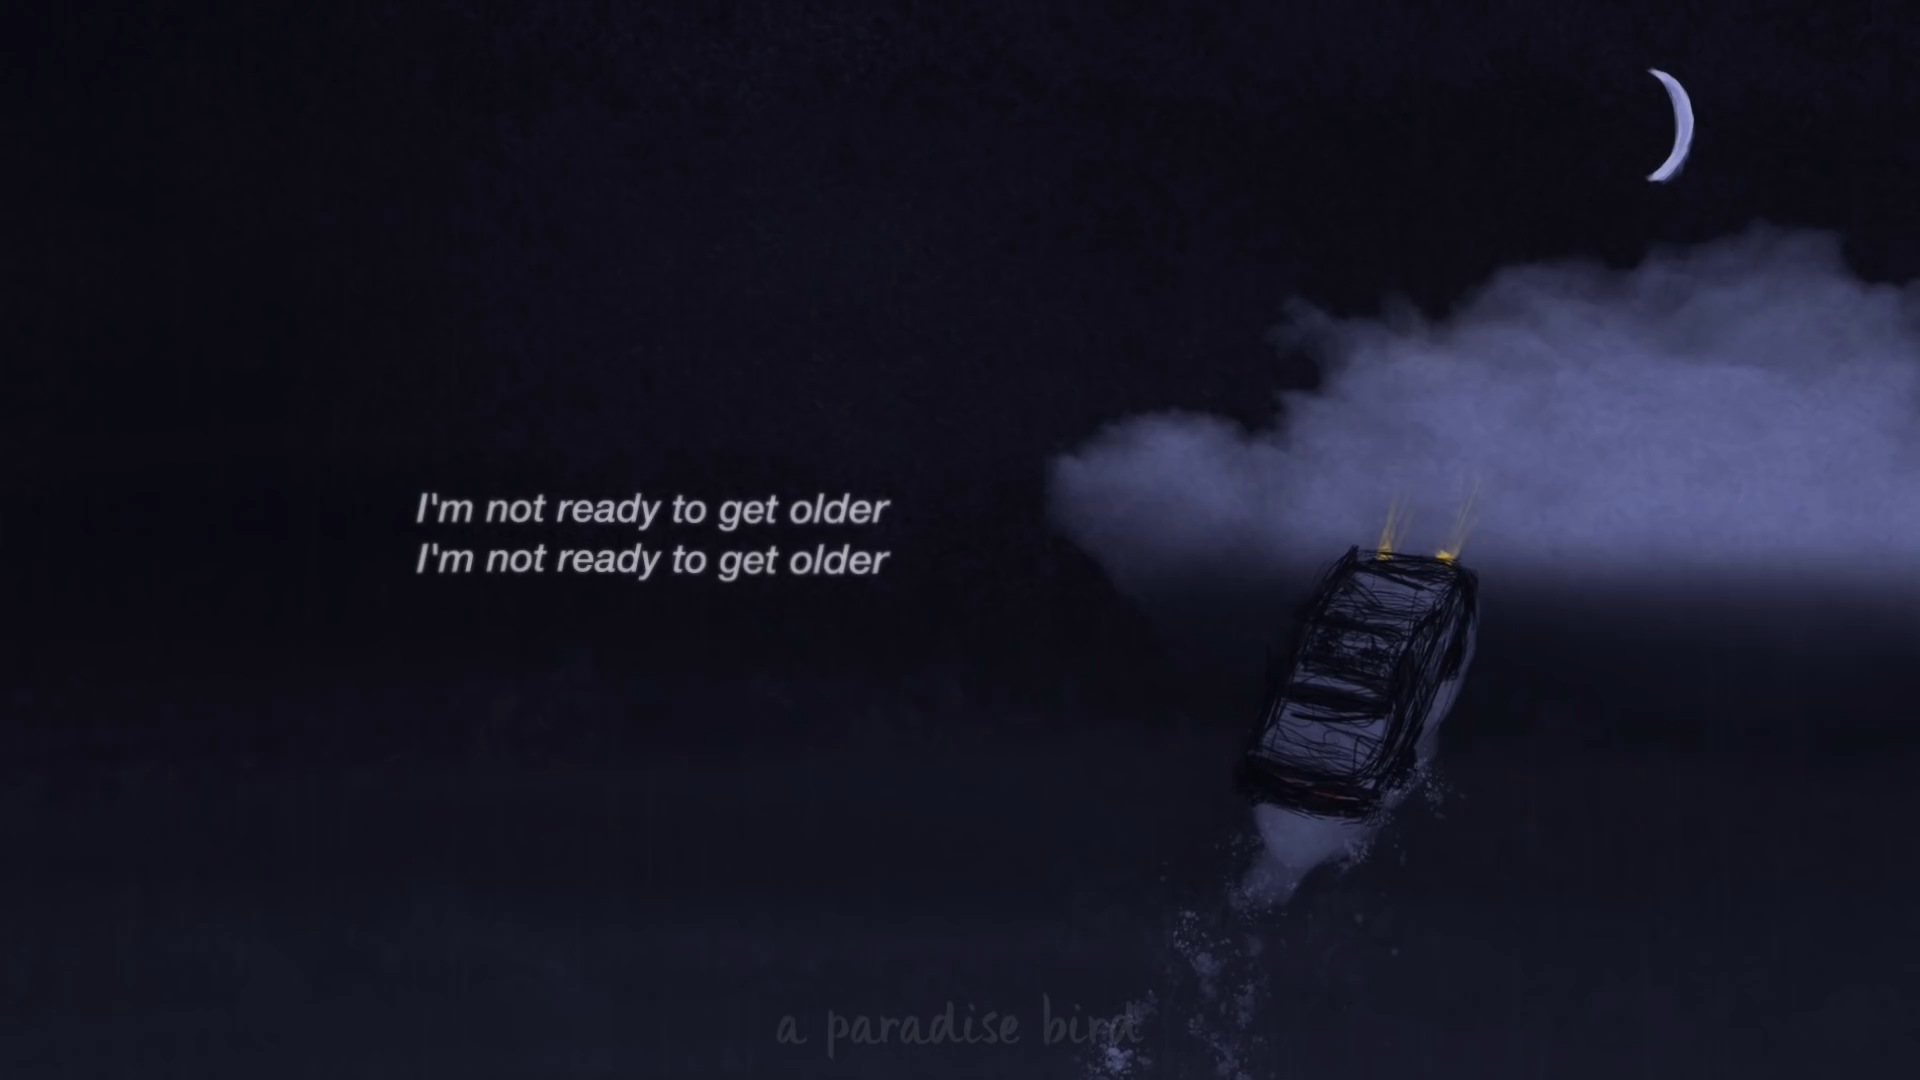 I'm not ready to get older
I'm not ready to get older
a paradise bird